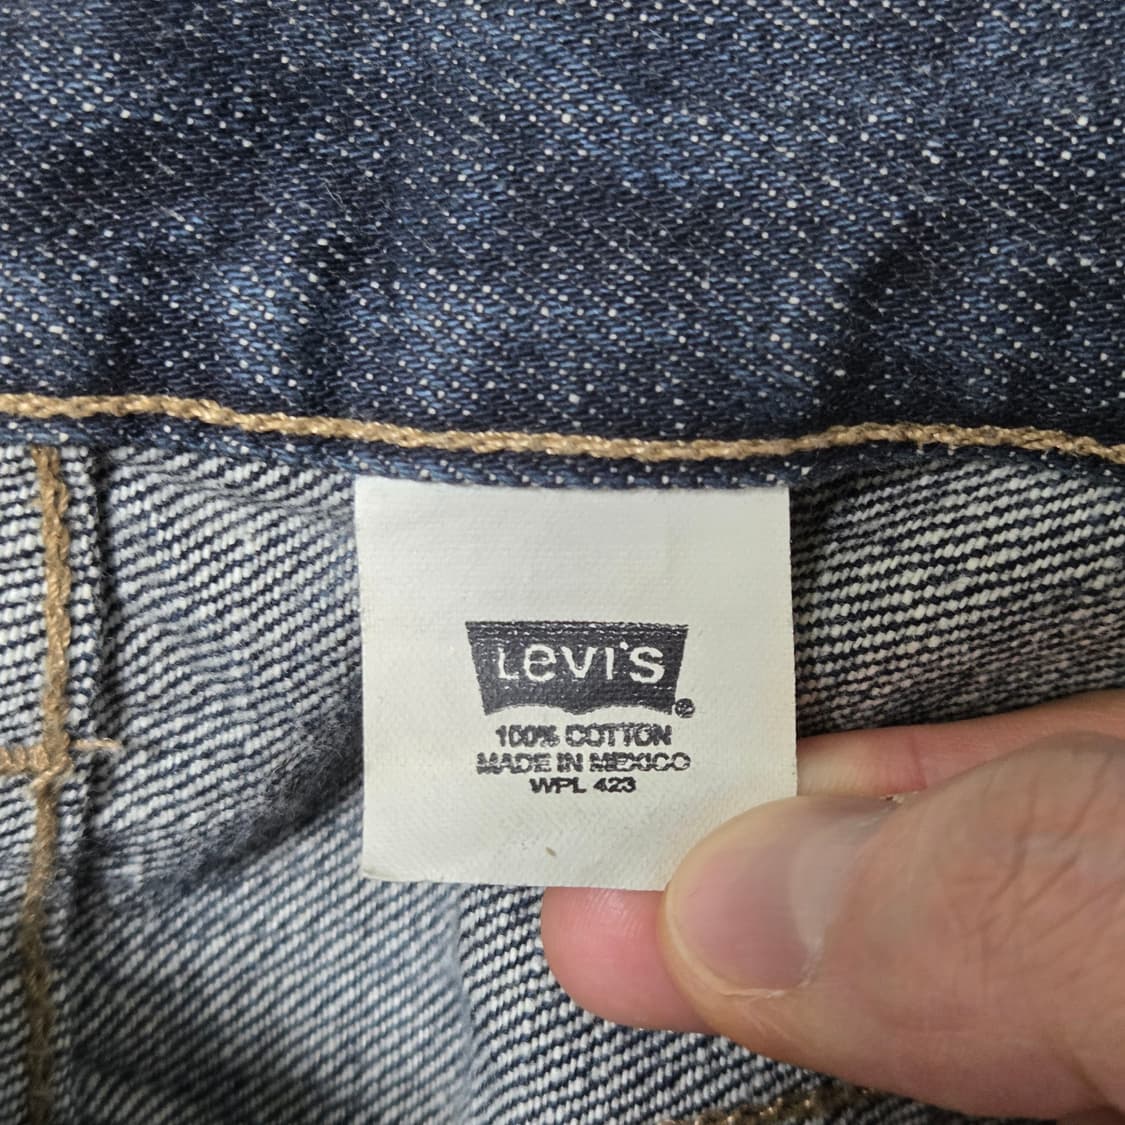 Levi's
100% COTTON
MADE IN MEXICO
WPL 423